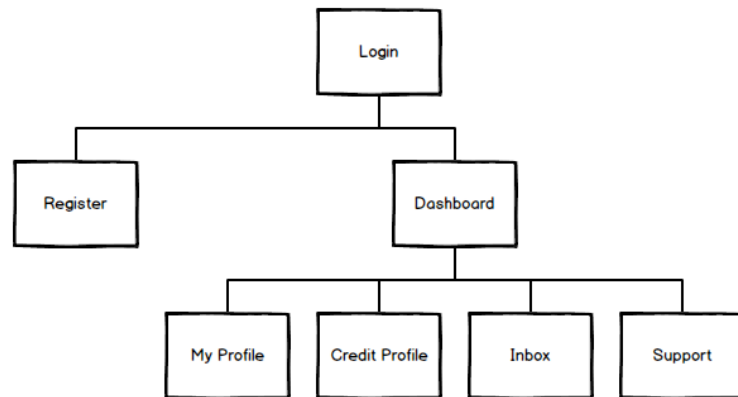 Login
Register
Dashboard
My Profile
Credit Profile
Inbox
Support